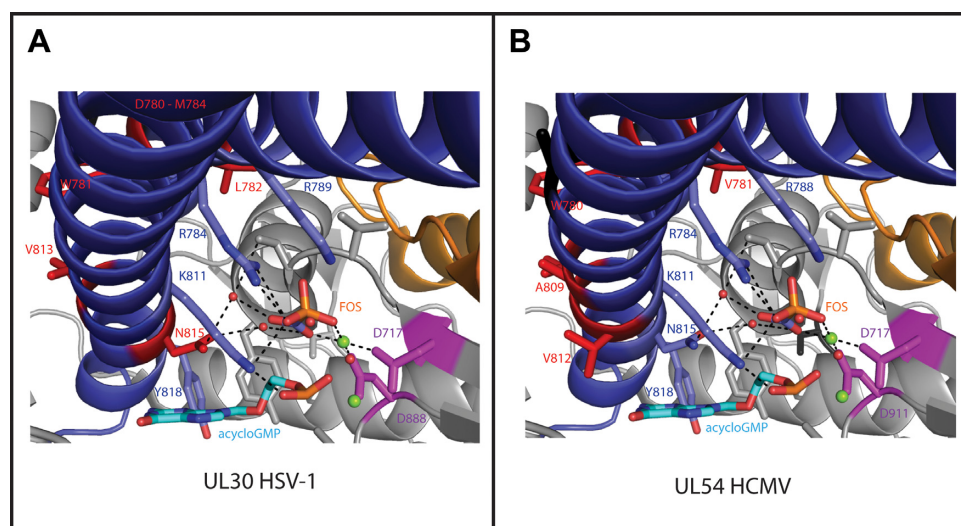 A
D780 - M784
W781
L782
R789
V813
R784
K811
FOS
N815
D717
Y818
D888
acycloGMP
UL30 HSV-1
B
W780
V781
R788
R784
A809
K811
FOS
N815
D717
V812
Y818
D911
acycloGMP
UL54 HCMV